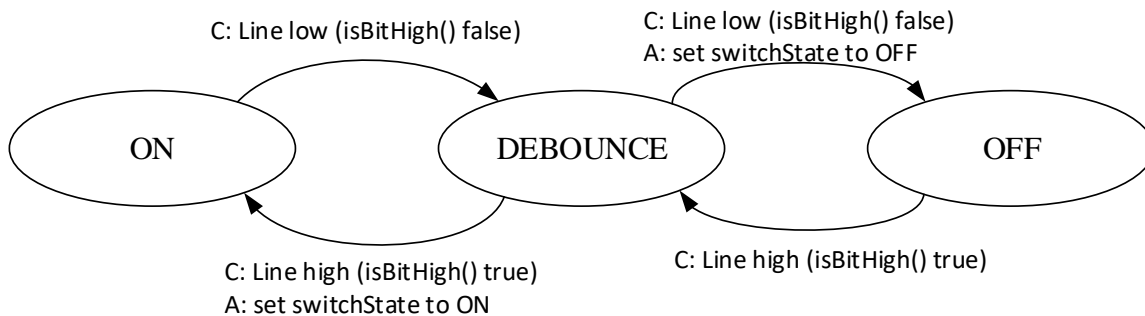 C: Line low (isBitHigh() false)
C: Line low (isBitHigh() false)
A: set switchState to OFF
ON
DEBOUNCE
OFF
C: Line high (isBitHigh() true)
A: set switchState to ON
C: Line high (isBitHigh() true)